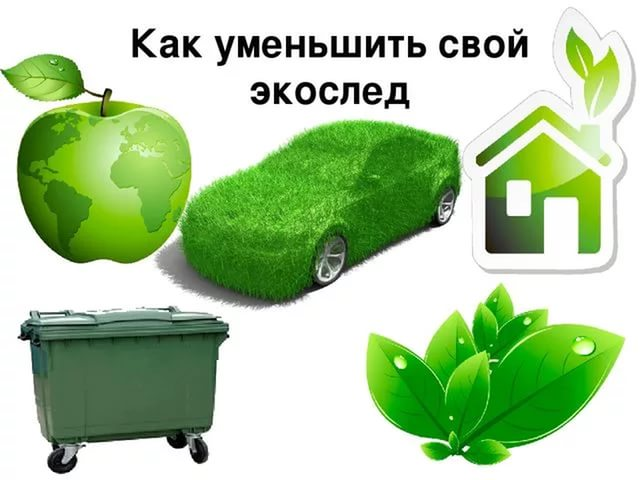 Как уменьшить свой
экослед